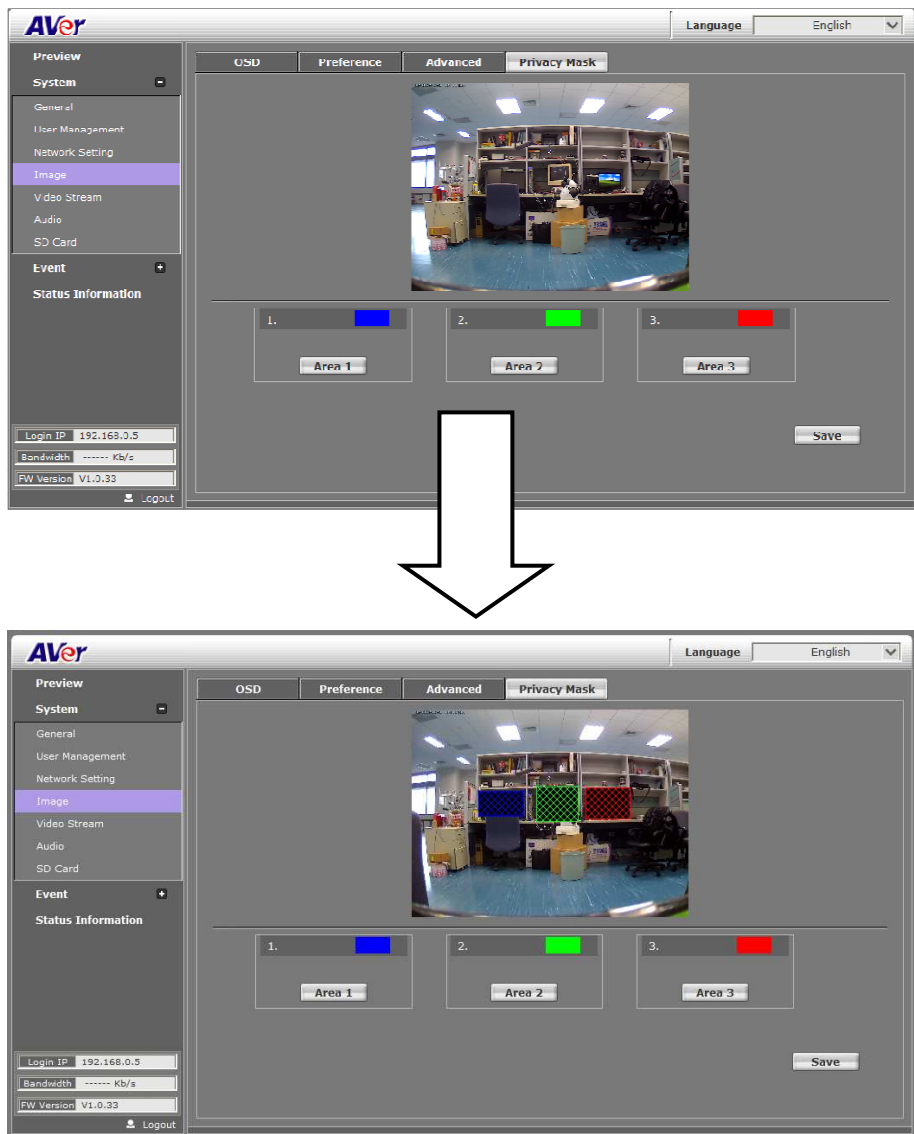 AVer
Language English
Preview
System
General
User Management
Network Setting
Image
Video Stream
Audio
SD Card
Event
Status Information
OSD Preference Advanced Privacy Mask
1. 2. 3.
Area 1 Area 2 Area 3
Save
Login IP 192.168.0.5
Bandwidth ------ Kb/s
FW Version V1.0.33
Logout
AVer
Language English
Preview
System
General
User Management
Network Setting
Image
Video Stream
Audio
SD Card
Event
Status Information
OSD Preference Advanced Privacy Mask
1. 2. 3.
Area 1 Area 2 Area 3
Save
Login IP 192.168.0.5
Bandwidth ------ Kb/s
FW Version V1.0.33
Logout